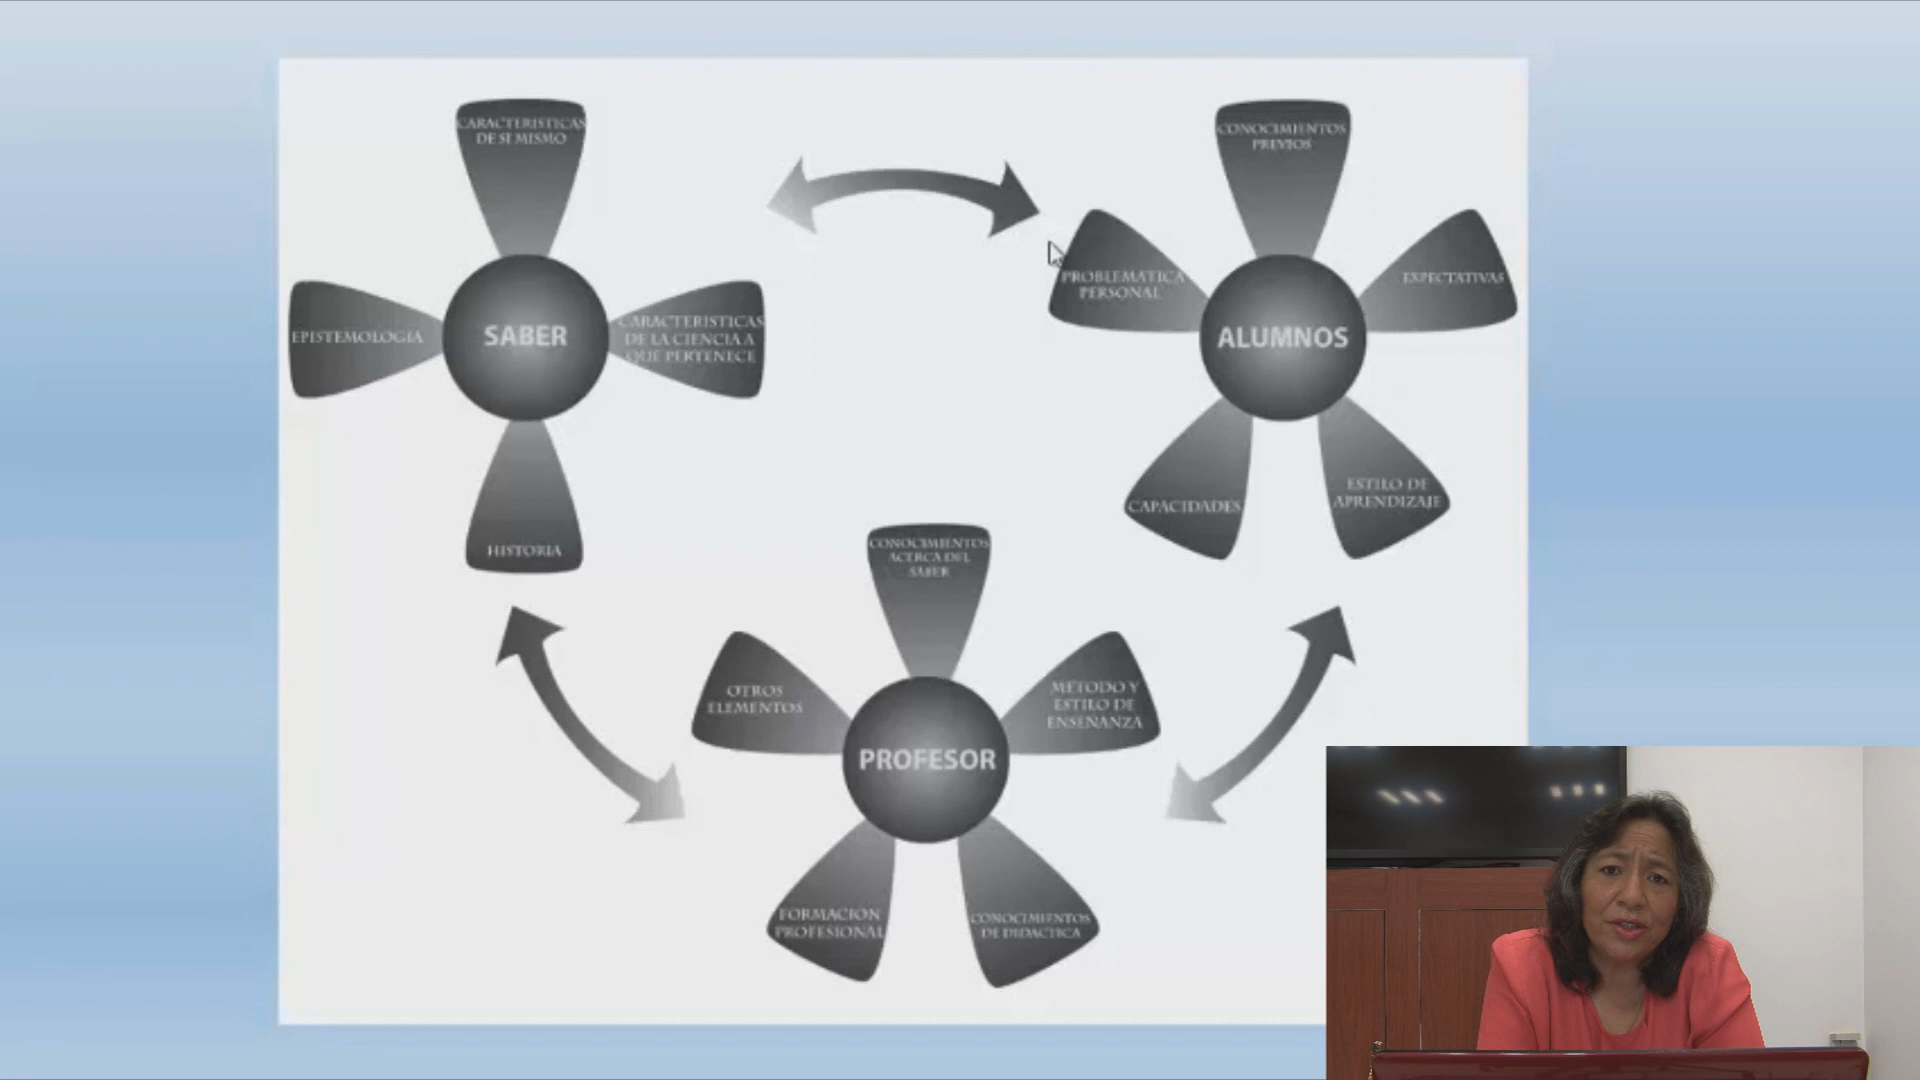 CARACTERISTICAS
DE SI MISMO
EPISTEMOLOGIA
SABER
CARACTERISTICAS
DE LA CIENCIA A
QUE PERTENECE
HISTORIA
CONOCIMIENTOS
PREVIOS
PROBLEMATICA
PERSONAL
EXPECTATIVAS
ALUMNOS
CAPACIDADES
ESTILO DE
APRENDIZAJE
CONOCIMIENTOS
ACERCA DEL
SABER
OTROS
ELEMENTOS
METODO Y
ESTILO DE
ENSENANZA
PROFESOR
FORMACION
PROFESIONAL
CONOCIMIENTOS
DE DIDACTICA